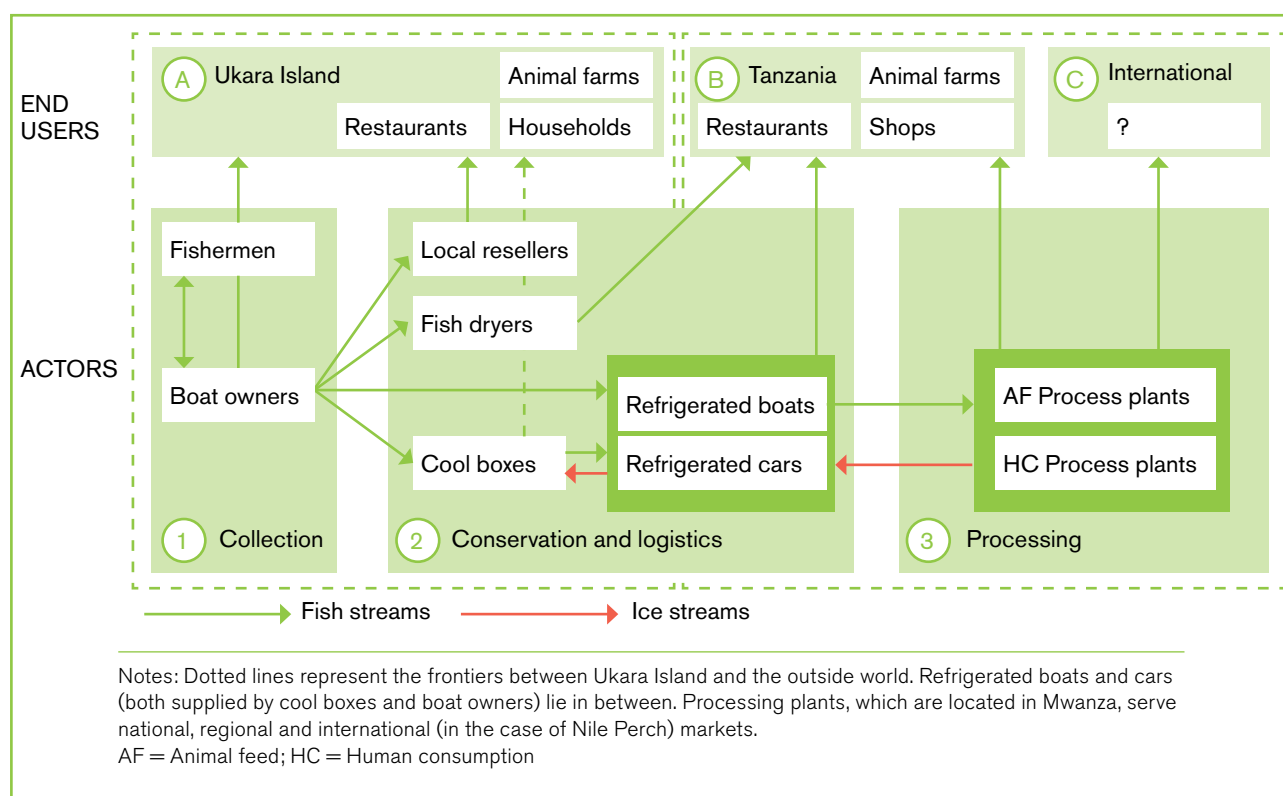 END
USERS
A
Ukara Island
Animal farms
Restaurants
Households
B
Tanzania
Animal farms
Restaurants
Shops
C
International
?
ACTORS
Fishermen
Boat owners
1
Collection
Local resellers
Fish dryers
Cool boxes
Refrigerated boats
Refrigerated cars
2
Conservation and logistics
AF Process plants
HC Process plants
3
Processing
Fish streams
Ice streams
Notes: Dotted lines represent the frontiers between Ukara Island and the outside world. Refrigerated boats and cars
(both supplied by cool boxes and boat owners) lie in between. Processing plants, which are located in Mwanza, serve
national, regional and international (in the case of Nile Perch) markets.
AF = Animal feed; HC = Human consumption